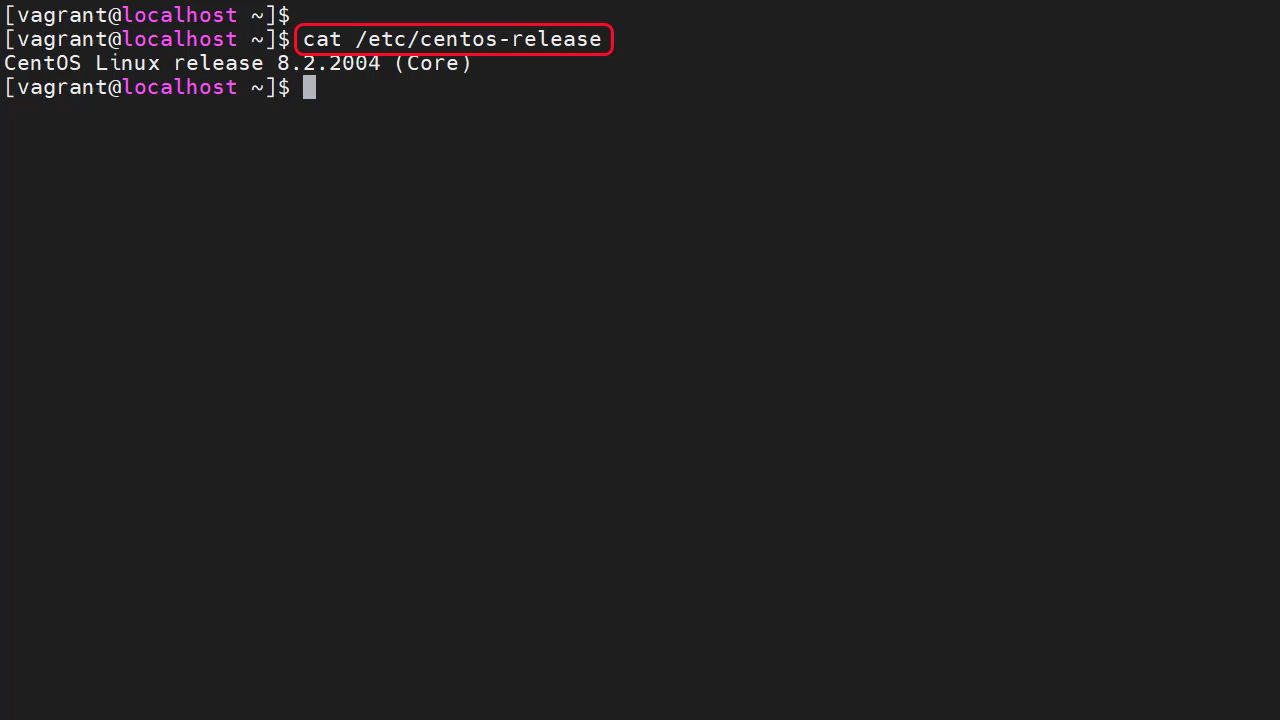 [vagrant@localhost ~]$
[vagrant@localhost ~]$ cat /etc/centos-release
CentOS Linux release 8.2.2004 (Core)
[vagrant@localhost ~]$